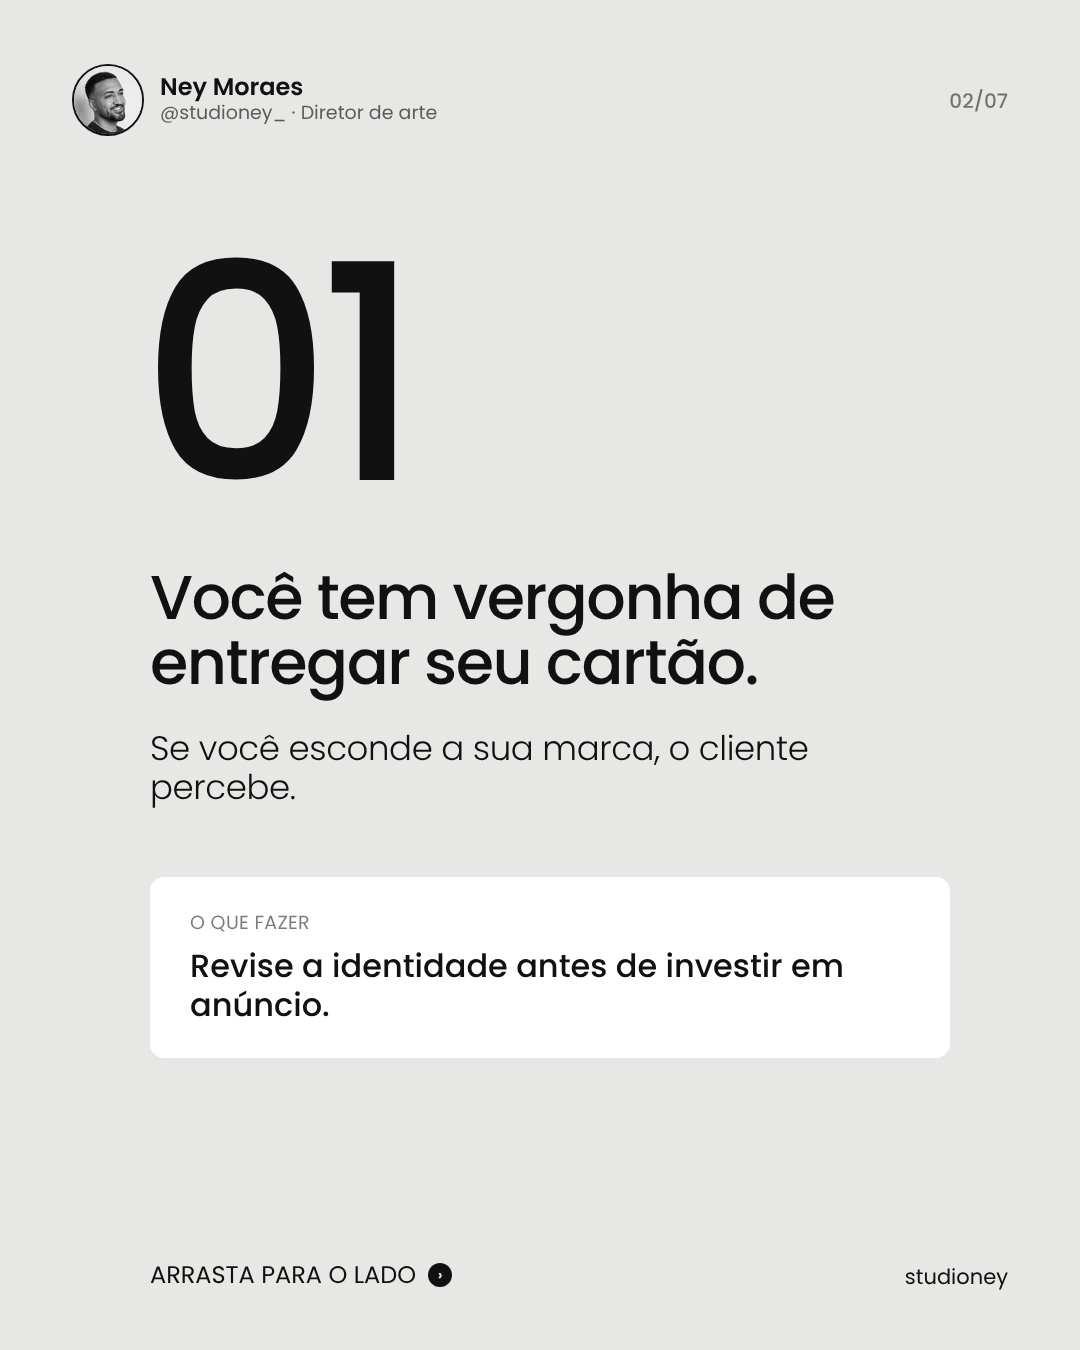 Ney Moraes
@studioney_ · Diretor de arte
02/07
01
Você tem vergonha de
entregar seu cartão.
Se você esconde a sua marca, o cliente
percebe.
O QUE FAZER
Revise a identidade antes de investir em
anúncio.
ARRASTA PARA O LADO ›
studioney